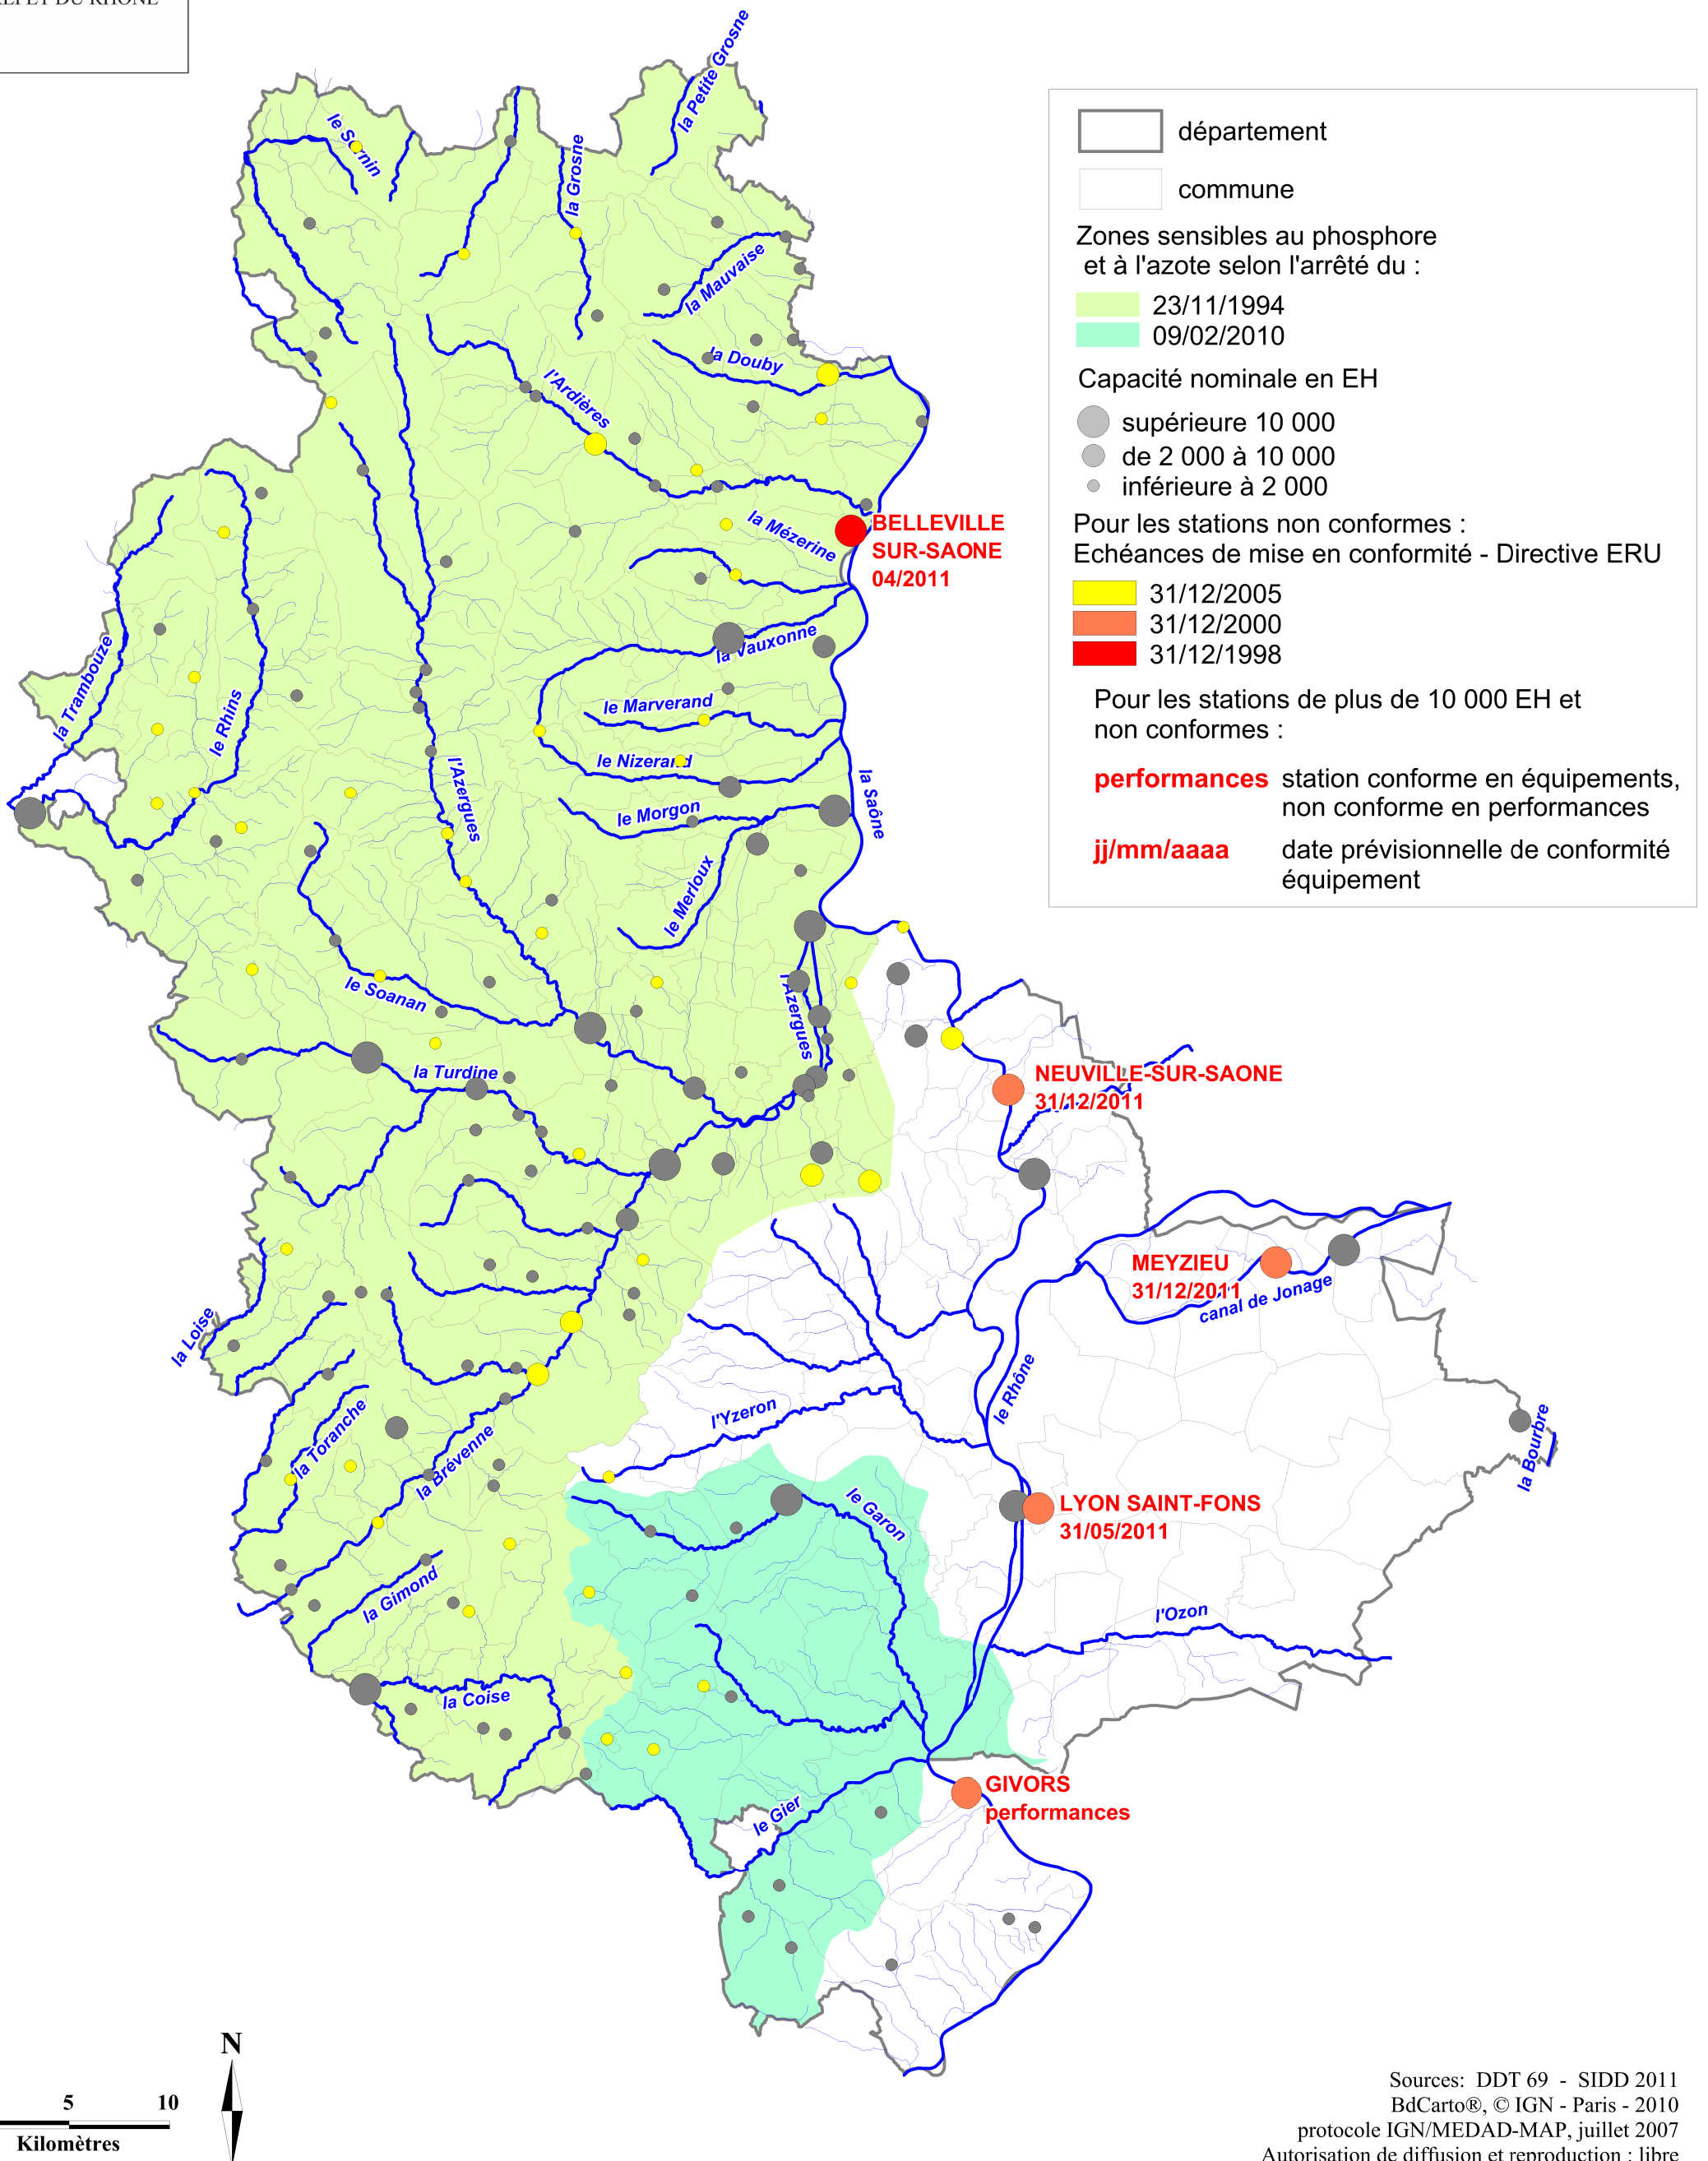 PREFET DU RHONE
la Petite Grosne
le Sornin
la Grosne
la Mauvaise
la Douby
l'Ardières
la Mézerine
BELLEVILLE
SUR-SAONE
04/2011
la Vauxonne
la Trambouze
le Rhins
le Marverand
le Nizerand
l'Azergues
le Morgon
la Saône
le Merloux
le Soanan
l'Azergues
la Turdine
NEUVILLE-SUR-SAONE
31/12/2011
MEYZIEU
31/12/2011
canal de Jonage
la Loise
le Rhône
l'Yzeron
la Toranche
la Brévenne
la Bourbre
le Garon
LYON SAINT-FONS
31/05/2011
la Gimond
l'Ozon
la Coise
GIVORS
performances
le Gier
département
commune
Zones sensibles au phosphore
et à l'azote selon l'arrêté du :
23/11/1994
09/02/2010
Capacité nominale en EH
supérieure 10 000
de 2 000 à 10 000
inférieure à 2 000
Pour les stations non conformes :
Echéances de mise en conformité - Directive ERU
31/12/2005
31/12/2000
31/12/1998
Pour les stations de plus de 10 000 EH et
non conformes :
performances station conforme en équipements,
non conforme en performances
jj/mm/aaaa date prévisionnelle de conformité
équipement
N
5 10
Kilomètres
Sources: DDT 69 - SIDD 2011
BdCarto®, © IGN - Paris - 2010
protocole IGN/MEDAD-MAP, juillet 2007
Autorisation de diffusion et reproduction : libre